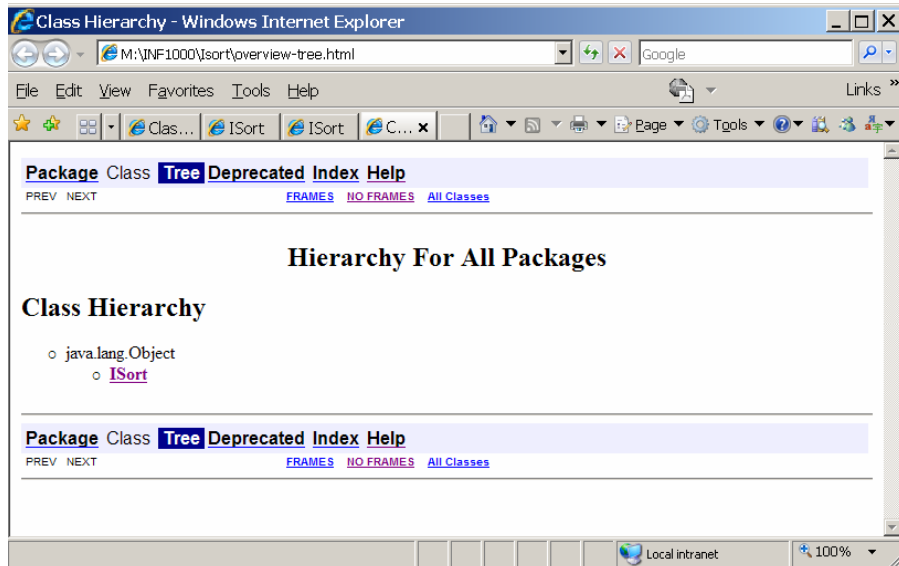 Class Hierarchy - Windows Internet Explorer
M:\INF1000\Isort\overview-tree.html
Google
File Edit View Favorites Tools Help
Links »
Clas... ISort ISort C... x Page Tools
Package Class Tree Deprecated Index Help
PREV NEXT FRAMES NO FRAMES All Classes
Hierarchy For All Packages
Class Hierarchy
java.lang.Object
ISort
Package Class Tree Deprecated Index Help
PREV NEXT FRAMES NO FRAMES All Classes
Local intranet 100%